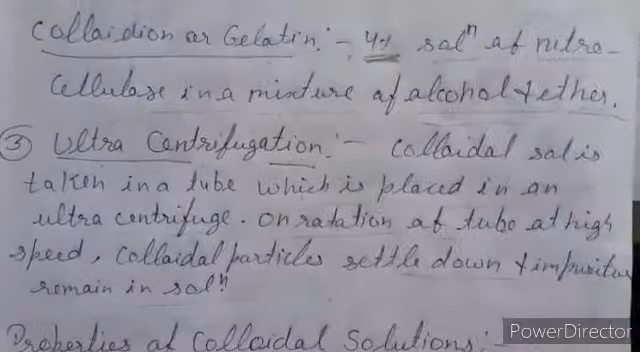 Collaidion or Gelatin:- 4% solⁿ of nitro-
cellulose in a mixture of alcohol & ether.
③ Ultra Centrifugation:- Colloidal sol is
taken in a tube which is placed in an
ultra centrifuge. On rotation of tube at high
speed, colloidal particles settle down & impurities
remain in solⁿ.
Properties of Colloidal Solutions:-
PowerDirector